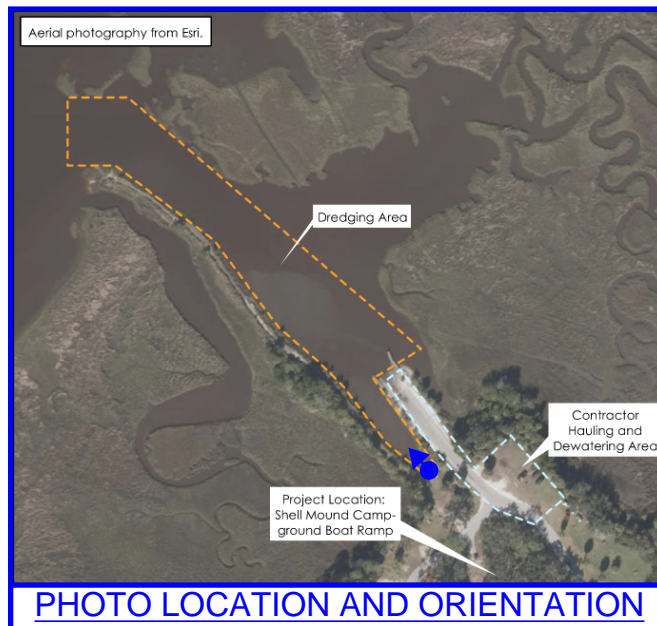 Aerial photography from Esri.
Dredging Area
Contractor
Hauling and
Dewatering Area
Project Location:
Shell Mound Camp-
ground Boat Ramp
PHOTO LOCATION AND ORIENTATION